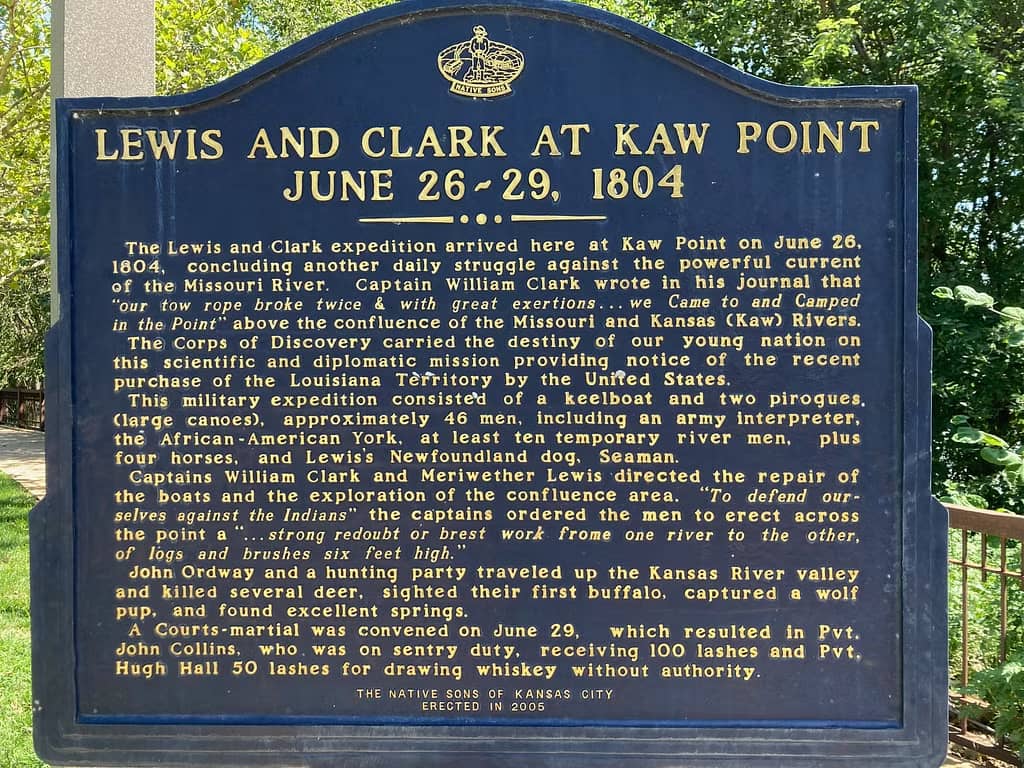 NATIVE SONS
LEWIS AND CLARK AT KAW POINT
JUNE 26~29, 1804
The Lewis and Clark expedition arrived here at Kaw Point on June 26,
1804, concluding another daily struggle against the powerful current
of the Missouri River. Captain William Clark wrote in his journal that
"our tow rope broke twice & with great exertions...we Came to and Camped
in the Point" above the confluence of the Missouri and Kansas (Kaw) Rivers.
The Corps of Discovery carried the destiny of our young nation on
this scientific and diplomatic mission providing notice of the recent
purchase of the Louisiana Territory by the United States.
This military expedition consisted of a keelboat and two pirogues,
(large canoes), approximately 46 men, including an army interpreter,
the African-American York, at least ten temporary river men, plus
four horses, and Lewis's Newfoundland dog, Seaman.
Captains William Clark and Meriwether Lewis directed the repair of
the boats and the exploration of the confluence area. "To defend our-
selves against the Indians" the captains ordered the men to erect across
the point a "...strong redoubt or brest work frome one river to the other,
of logs and brushes six feet high."
John Ordway and a hunting party traveled up the Kansas River valley
and killed several deer, sighted their first buffalo, captured a wolf
pup, and found excellent springs.
A Courts-martial was convened on June 29, which resulted in Pvt.
John Collins, who was on sentry duty, receiving 100 lashes and Pvt.
Hugh Hall 50 lashes for drawing whiskey without authority.
THE NATIVE SONS OF KANSAS CITY
ERECTED IN 2005